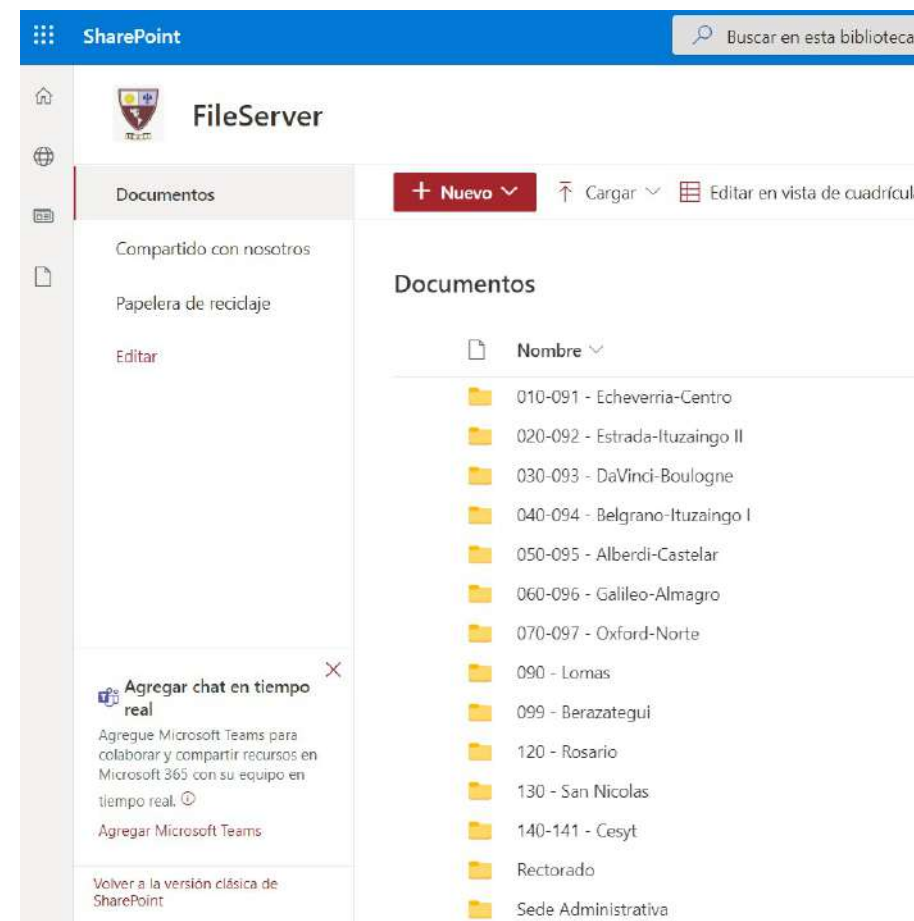 SharePoint
Buscar en esta biblioteca
FileServer
Documentos
Compartido con nosotros
Papelera de reciclaje
Editar
+ Nuevo
Cargar
Editar en vista de cuadrícul
Documentos
Nombre
010-091 - Echeverria-Centro
020-092 - Estrada-Ituzaingo II
030-093 - DaVinci-Boulogne
040-094 - Belgrano-Ituzaingo I
050-095 - Alberdi-Castelar
060-096 - Galileo-Almagro
070-097 - Oxford-Norte
090 - Lomas
099 - Berazategui
120 - Rosario
130 - San Nicolas
140-141 - Cesyt
Rectorado
Sede Administrativa
Agregar chat en tiempo
real
Agregue Microsoft Teams para
colaborar y compartir recursos en
Microsoft 365 con su equipo en
tiempo real.
Agregar Microsoft Teams
Volver a la versión clásica de
SharePoint